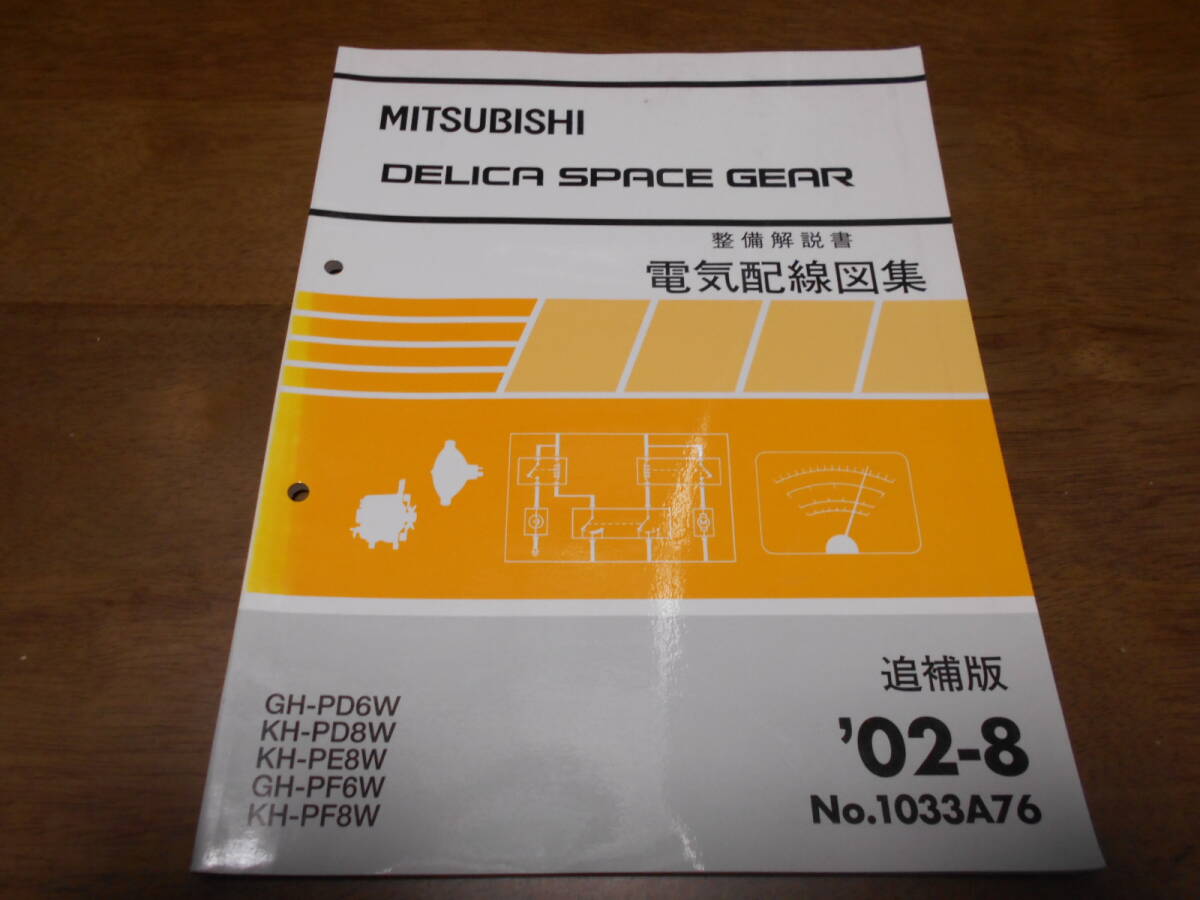 MITSUBISHI
DELICA SPACE GEAR
整備解説書
電気配線図集
GH-PD6W
KH-PD8W
KH-PE8W
GH-PF6W
KH-PF8W
追補版
'02-8
No.1033A76